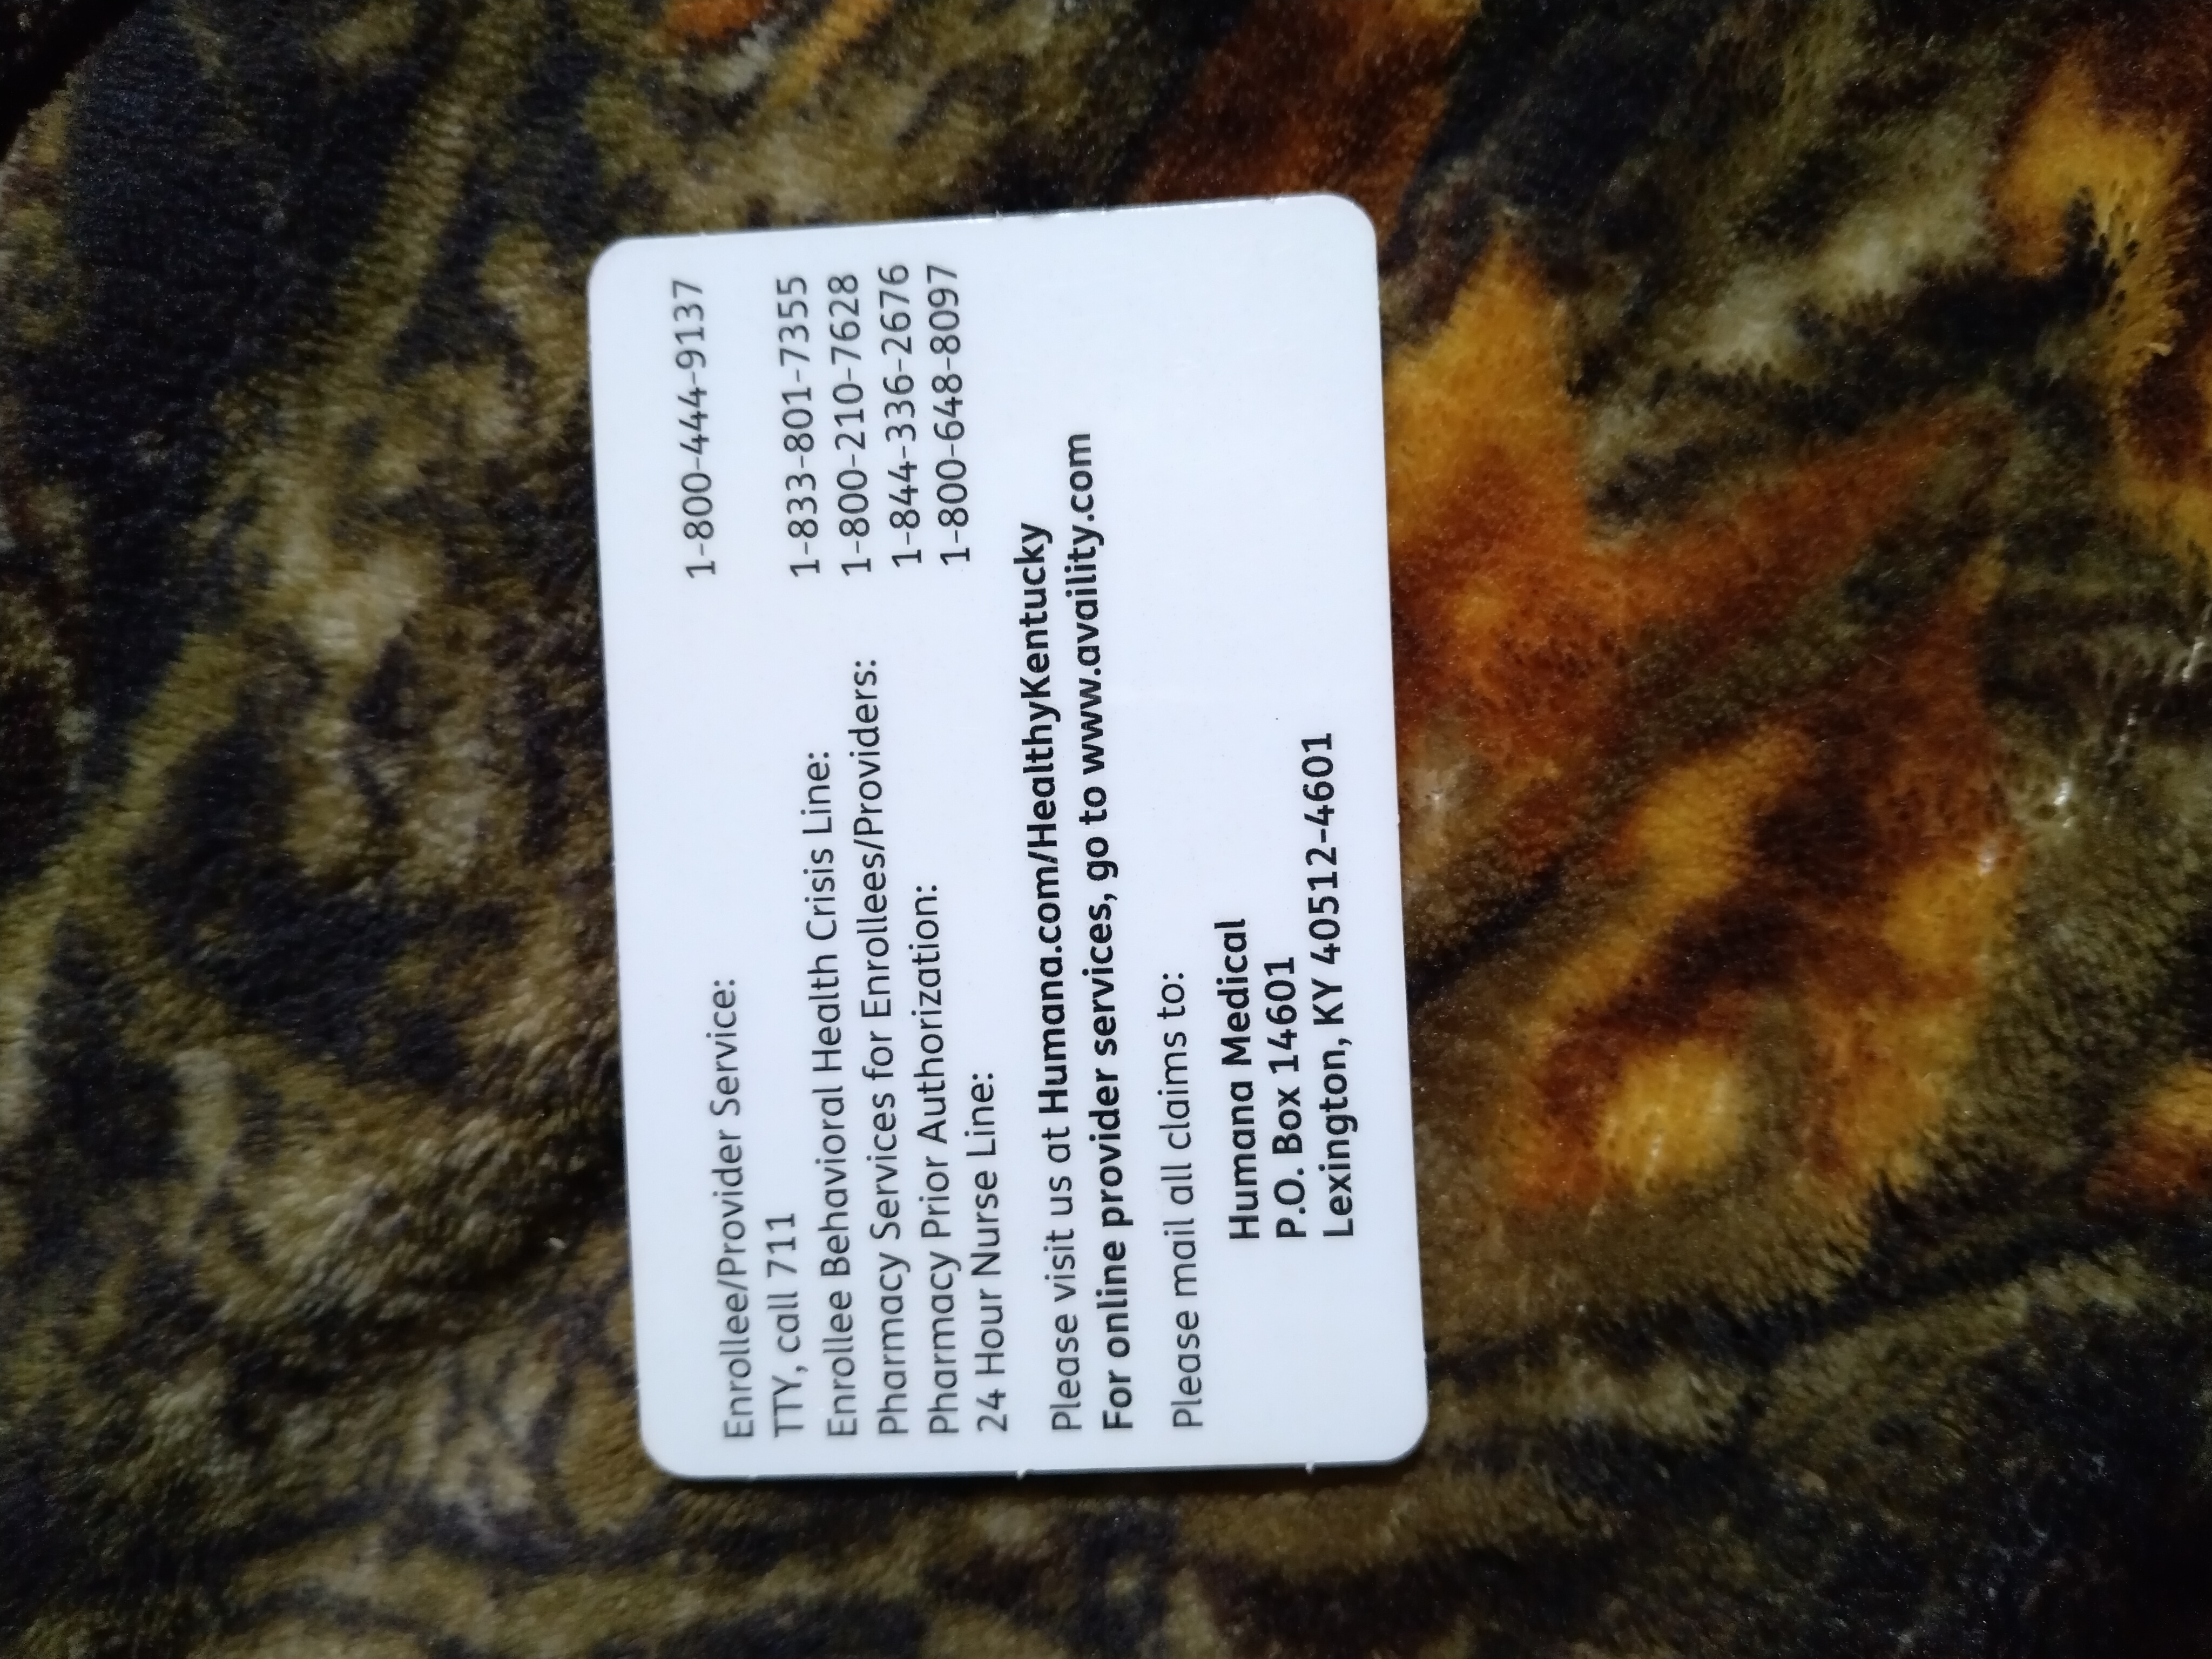 Enrollee/Provider Service: 1-800-444-9137
TTY, call 711
Enrollee Behavioral Health Crisis Line: 1-833-801-7355
Pharmacy Services for Enrollees/Providers: 1-800-210-7628
Pharmacy Prior Authorization: 1-844-336-2676
24 Hour Nurse Line: 1-800-648-8097
Please visit us at Humana.com/HealthyKentucky
For online provider services, go to www.availity.com
Please mail all claims to:
Humana Medical
P.O. Box 14601
Lexington, KY 40512-4601